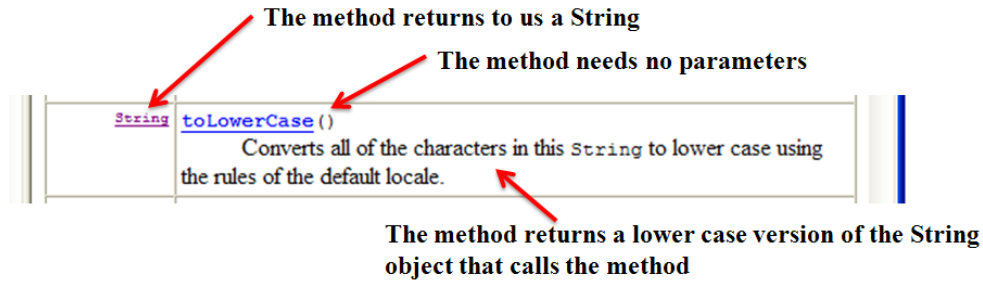 The method returns to us a String
The method needs no parameters
String toLowerCase()
Converts all of the characters in this String to lower case using
the rules of the default locale.
The method returns a lower case version of the String
object that calls the method